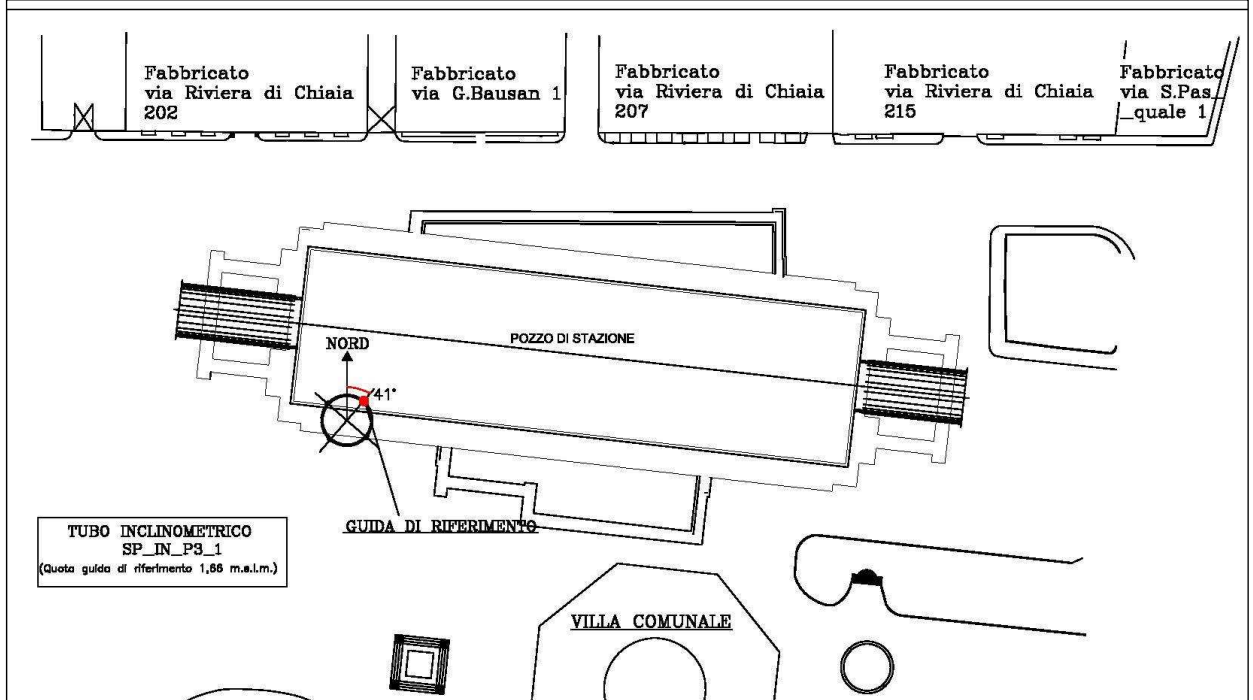 Fabbricato
via Riviera di Chiaia
202
Fabbricato
via G.Bausan 1
Fabbricato
via Riviera di Chiaia
207
Fabbricato
via Riviera di Chiaia
215
Fabbricato
via S.Pas_
_quale 1
POZZO DI STAZIONE
NORD
41°
GUIDA DI RIFERIMENTO
TUBO INCLINOMETRICO
SP_IN_P3_1
(Quota guida di riferimento 1,66 m.s.l.m.)
VILLA COMUNALE